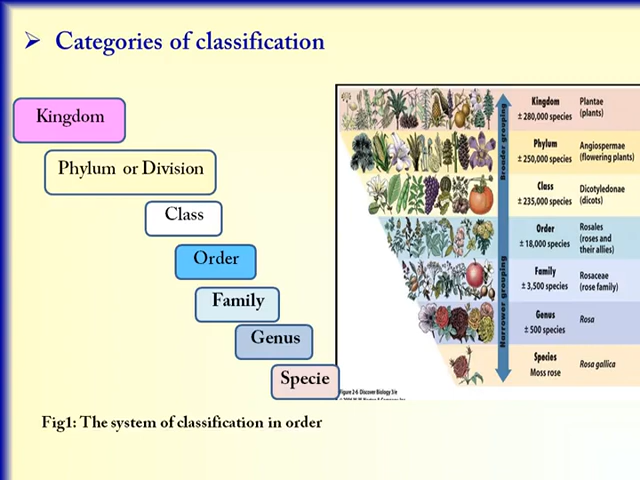 Categories of classification
Kingdom
Phylum or Division
Class
Order
Family
Genus
Specie
Fig1: The system of classification in order
Broader grouping
Narrower grouping
Kingdom Plantae
± 280,000 species (plants)
Phylum Angiospermae
± 250,000 species (flowering plants)
Class Dicotyledonae
± 235,000 species (dicots)
Order Rosales
± 18,000 species (roses and
their allies)
Family Rosaceae
± 3,500 species (rose family)
Genus Rosa
± 500 species
Species Rosa gallica
Moss rose
Figure 2-6 Discover Biology 3/e